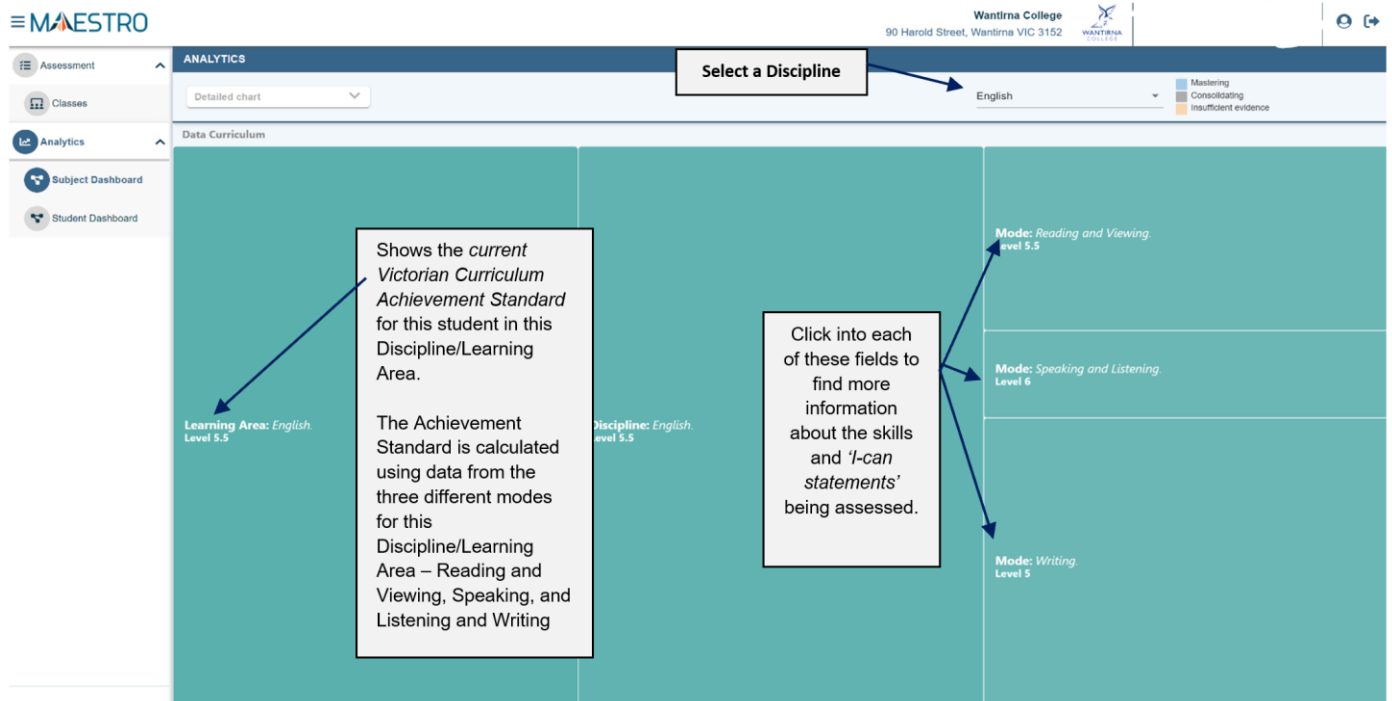 MAESTRO
Wantirna College
90 Harold Street, Wantirna VIC 3152
WANTIRNA
COLLEGE
Assessment
Classes
Analytics
Subject Dashboard
Student Dashboard
ANALYTICS
Detailed chart
Select a Discipline
English
Mastering
Consolidating
Insufficient evidence
Data Curriculum
Learning Area: English.
Level 5.5
Shows the current
Victorian Curriculum
Achievement Standard
for this student in this
Discipline/Learning
Area.
The Achievement
Standard is calculated
using data from the
three different modes
for this
Discipline/Learning
Area – Reading and
Viewing, Speaking, and
Listening and Writing
Discipline: English.
Level 5.5
Click into each
of these fields to
find more
information
about the skills
and ‘I-can
statements’
being assessed.
Mode: Reading and Viewing.
Level 5.5
Mode: Speaking and Listening.
Level 6
Mode: Writing.
Level 5